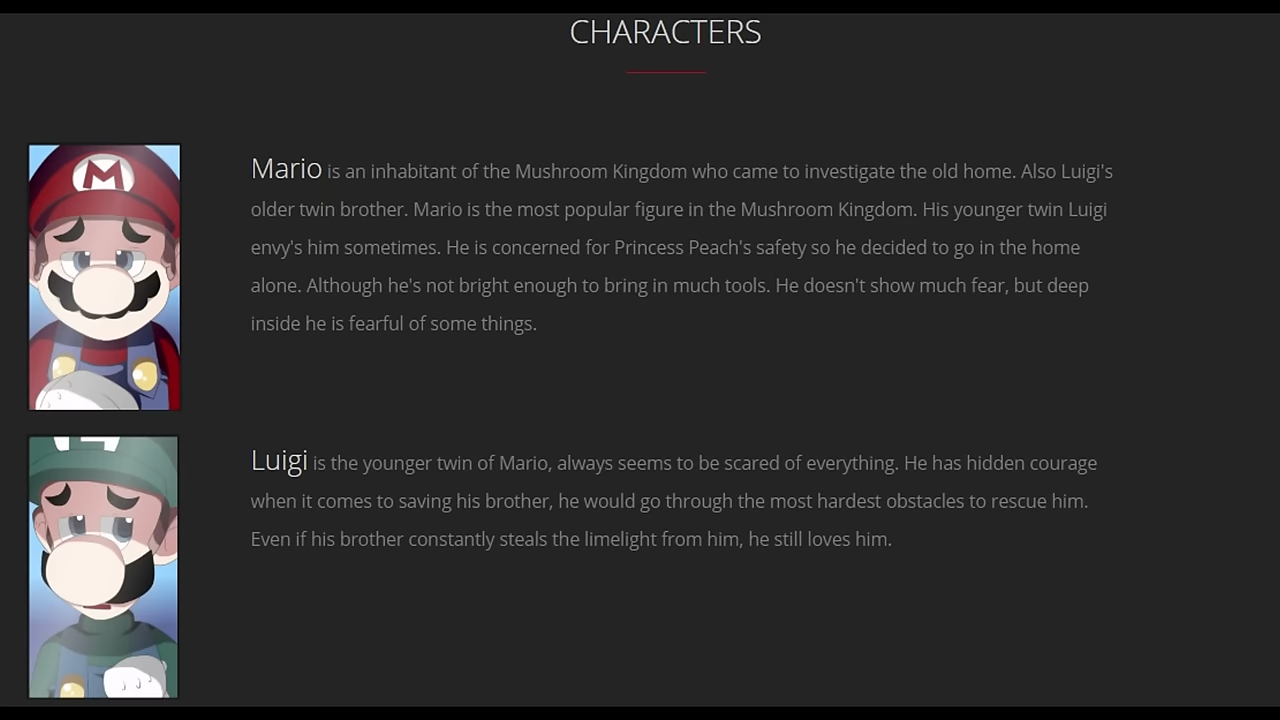 CHARACTERS
M
Mario is an inhabitant of the Mushroom Kingdom who came to investigate the old home. Also Luigi's
older twin brother. Mario is the most popular figure in the Mushroom Kingdom. His younger twin Luigi
envy's him sometimes. He is concerned for Princess Peach's safety so he decided to go in the home
alone. Although he's not bright enough to bring in much tools. He doesn't show much fear, but deep
inside he is fearful of some things.
Luigi is the younger twin of Mario, always seems to be scared of everything. He has hidden courage
when it comes to saving his brother, he would go through the most hardest obstacles to rescue him.
Even if his brother constantly steals the limelight from him, he still loves him.